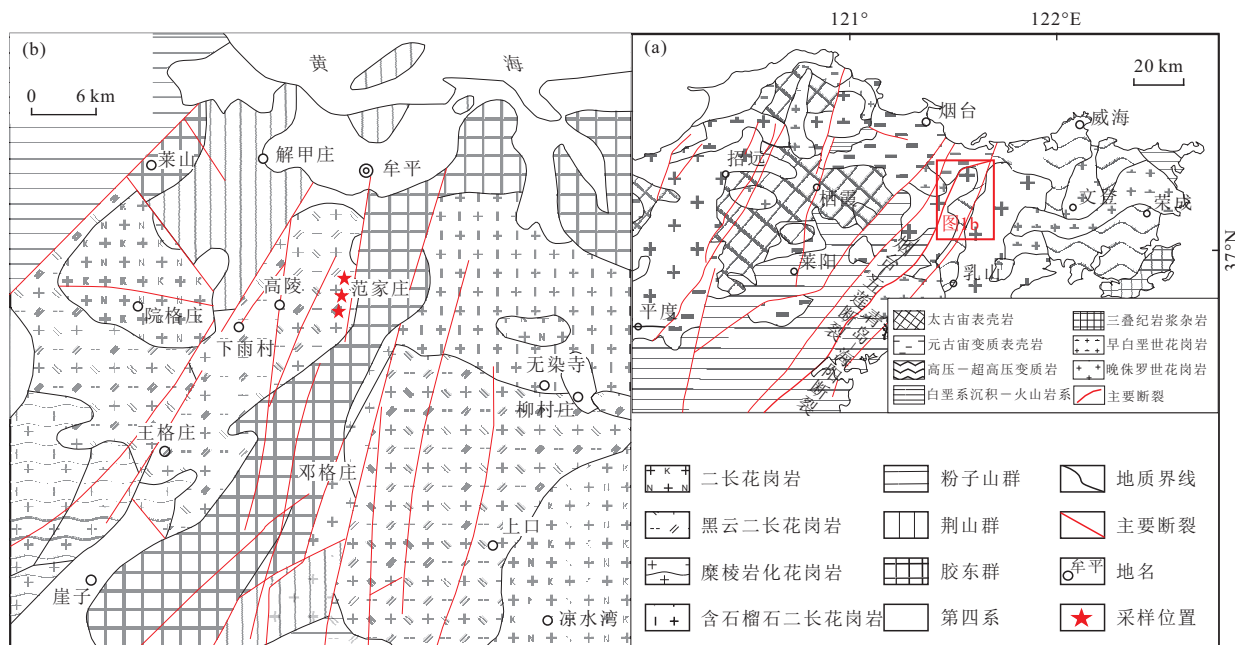 (b)
0 6 km
黄 海
莱山
解甲庄
牟平
高陵
范家庄
院格庄
下雨村
无染寺
柳村庄
王格庄
邓格庄
上口
崖子
凉水湾
(a)
121° 122°E
20 km
37°N
烟台
威海
招远
栖霞
文登
荣成
图1b
莱阳
乳山
平度
太古宙表壳岩
元古宙变质表壳岩
高压－超高压变质岩
白垩系沉积－火山岩系
三叠纪岩浆杂岩
早白垩世花岗岩
晚侏罗世花岗岩
主要断裂
二长花岗岩
黑云二长花岗岩
糜棱岩化花岗岩
含石榴石二长花岗岩
粉子山群
荆山群
胶东群
第四系
地质界线
主要断裂
牟平 地名
采样位置